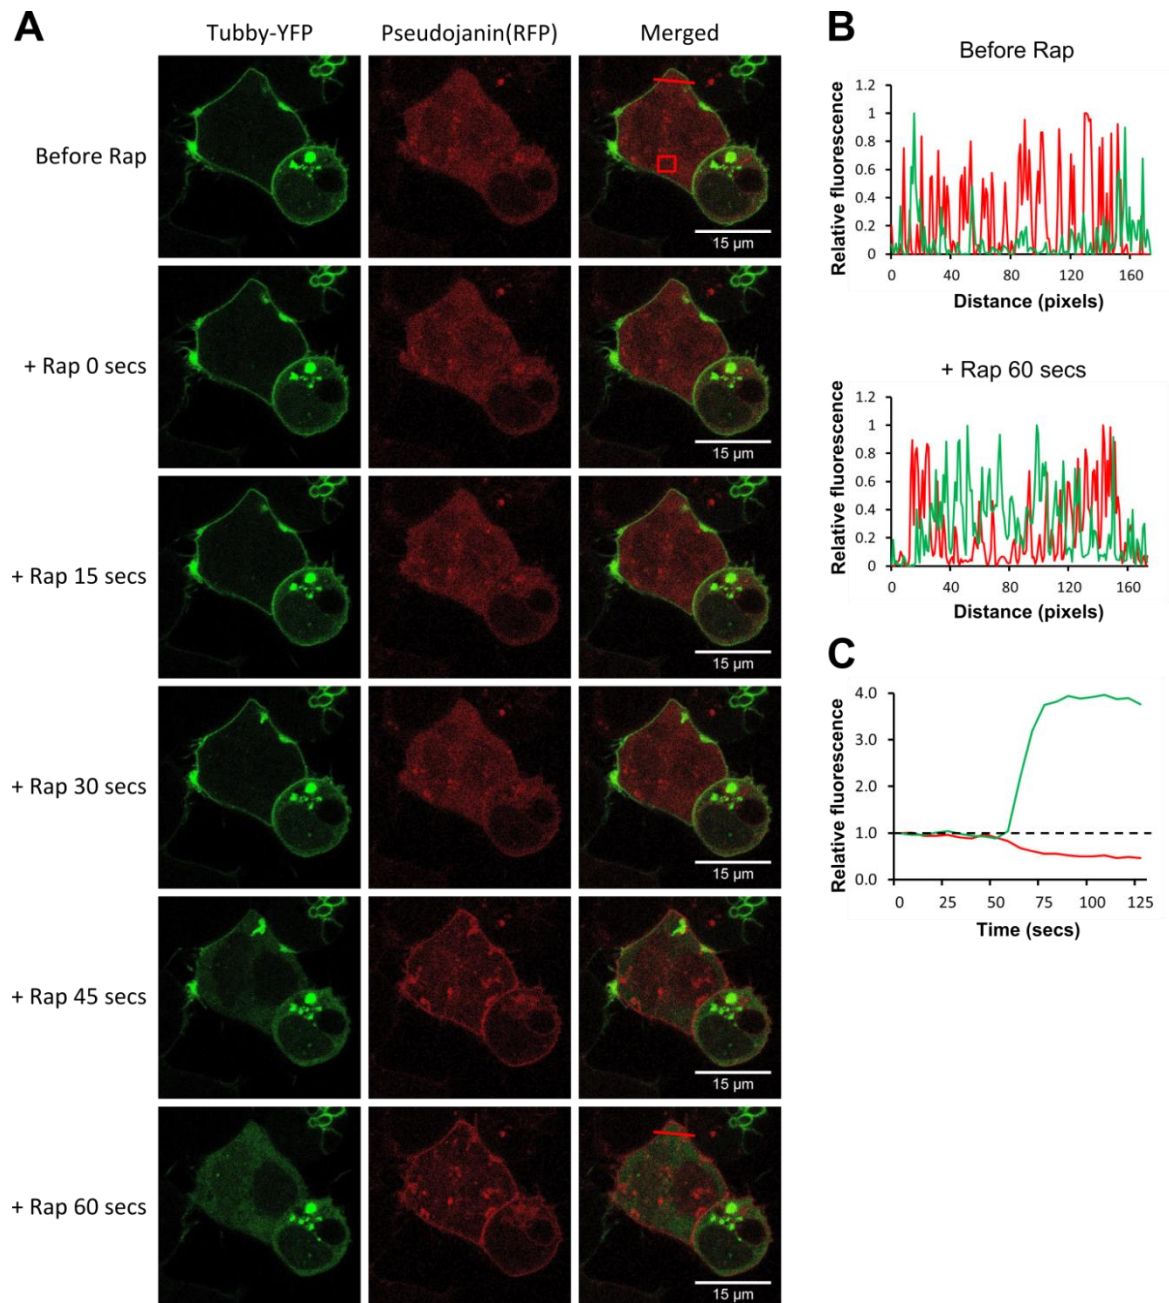 A
Tubby-YFP
Pseudojanin(RFP)
Merged
Before Rap
15 µm
+ Rap 0 secs
15 µm
+ Rap 15 secs
15 µm
+ Rap 30 secs
15 µm
+ Rap 45 secs
15 µm
+ Rap 60 secs
15 µm
B
Before Rap
Relative fluorescence
1.2
1
0.8
0.6
0.4
0.2
0
0 40 80 120 160
Distance (pixels)
+ Rap 60 secs
Relative fluorescence
1.2
1
0.8
0.6
0.4
0.2
0
0 40 80 120 160
Distance (pixels)
C
Relative fluorescence
4.0
3.0
2.0
1.0
0.0
0 25 50 75 100 125
Time (secs)